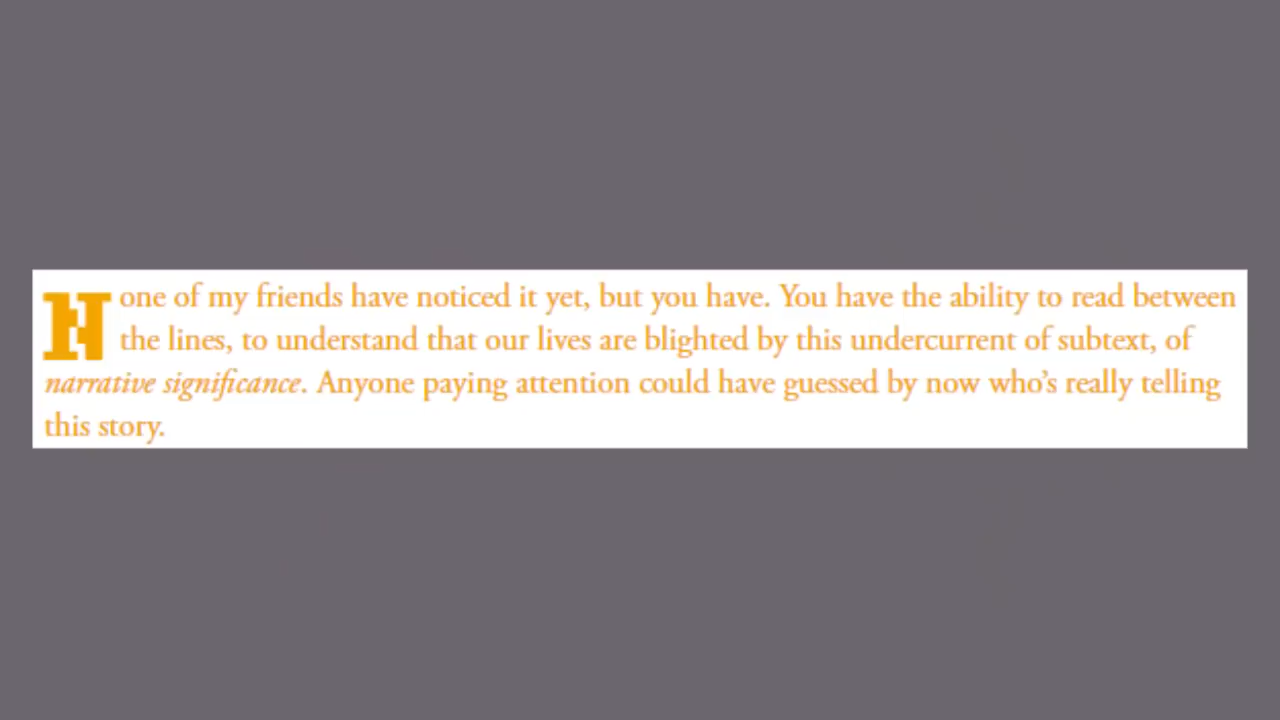 None of my friends have noticed it yet, but you have. You have the ability to read between
the lines, to understand that our lives are blighted by this undercurrent of subtext, of
narrative significance. Anyone paying attention could have guessed by now who’s really telling
this story.